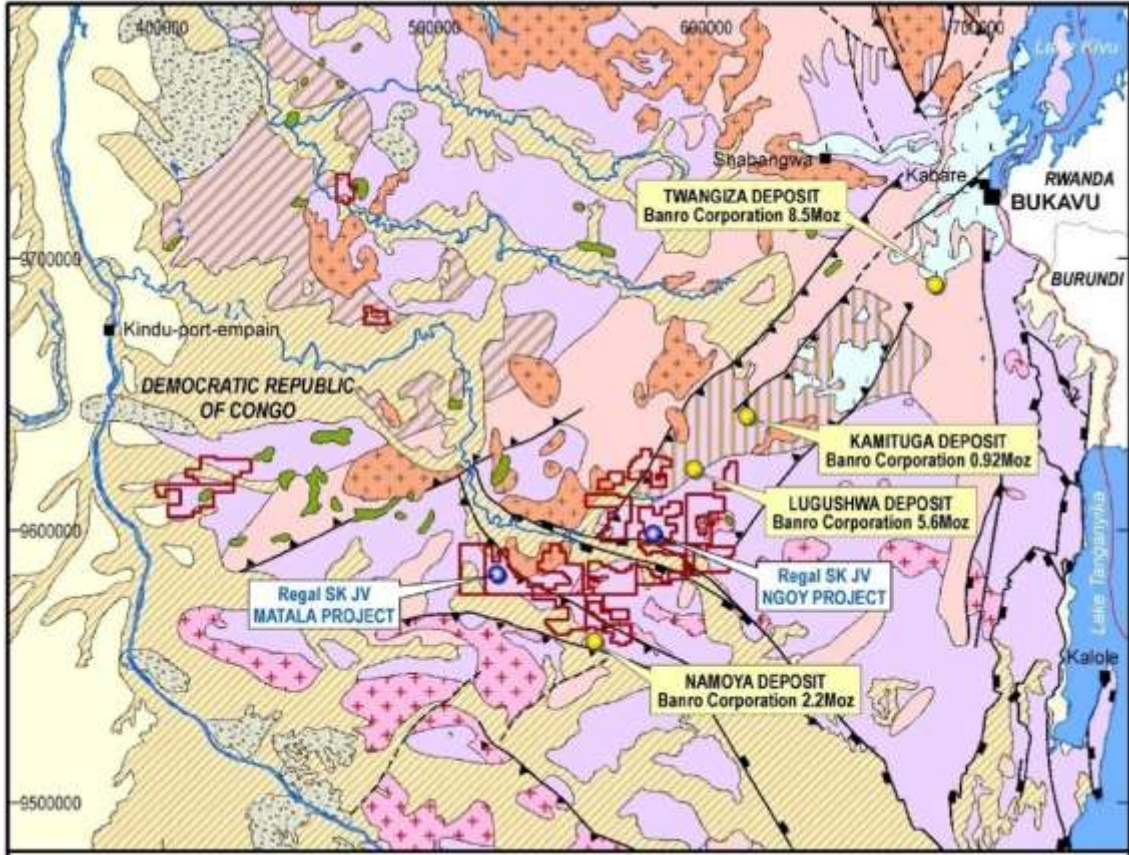 400000
500000
600000
700000
Lake Kivu
Shabangwa
Kabare
RWANDA
BUKAVU
TWANGIZA DEPOSIT
Banro Corporation 8.5Moz
9700000
BURUNDI
Kindu-port-empain
DEMOCRATIC REPUBLIC
OF CONGO
KAMITUGA DEPOSIT
Banro Corporation 0.92Moz
LUGUSHWA DEPOSIT
Banro Corporation 5.6Moz
9600000
Regal SK JV
MATALA PROJECT
Regal SK JV
NGOY PROJECT
Lake Tanganyika
Kalole
NAMOYA DEPOSIT
Banro Corporation 2.2Moz
9500000